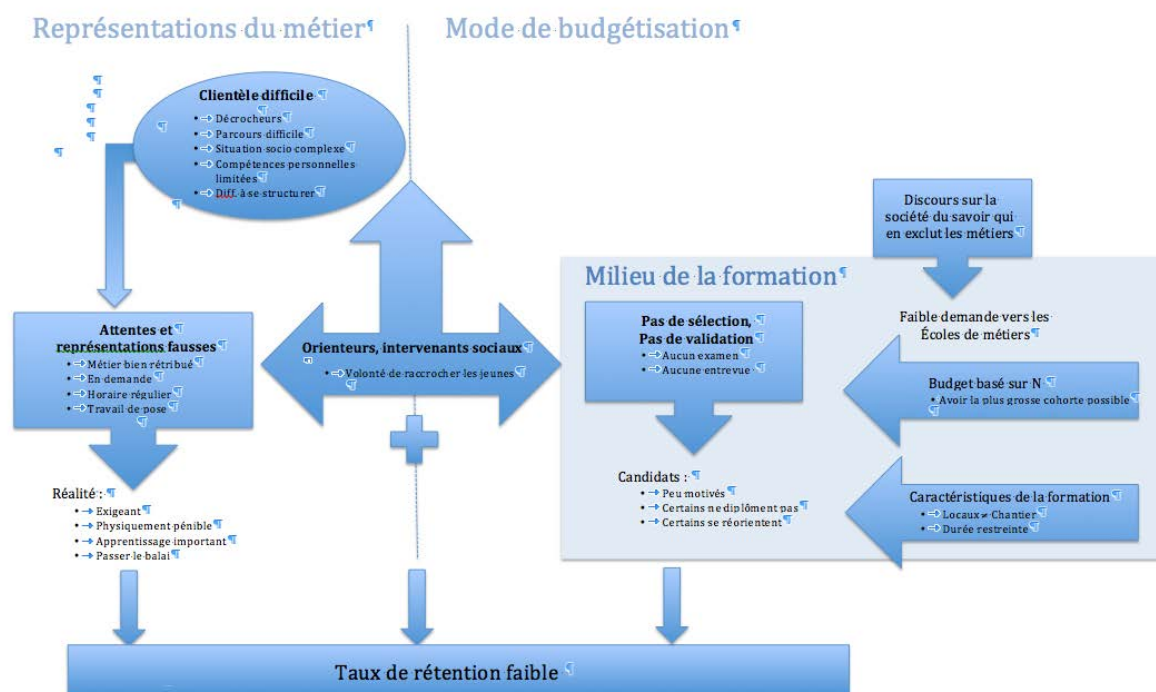 Représentations du métier
Mode de budgétisation
Clientèle difficile
• Décrocheurs
• Parcours difficile
• Situation socio complexe
• Compétences personnelles
limitées
• Diff. à se structurer
Discours sur la
société du savoir qui
en exclut les métiers
Milieu de la formation
Attentes et
représentations fausses
• Métier bien rétribué
• En demande
• Horaire régulier
• Travail de pose
Orienteurs, intervenants sociaux
• Volonté de raccrocher les jeunes
Pas de sélection,
Pas de validation
• Aucun examen
• Aucune entrevue
Faible demande vers les
Écoles de métiers
Budget basé sur N
• Avoir la plus grosse cohorte possible
Réalité :
• Exigeant
• Physiquement pénible
• Apprentissage important
• Passer le balai
Candidats :
• Peu motivés
• Certains ne diplôment pas
• Certains se réorientent
Caractéristiques de la formation
• Locaux ≠ Chantier
• Durée restreinte
Taux de rétention faible